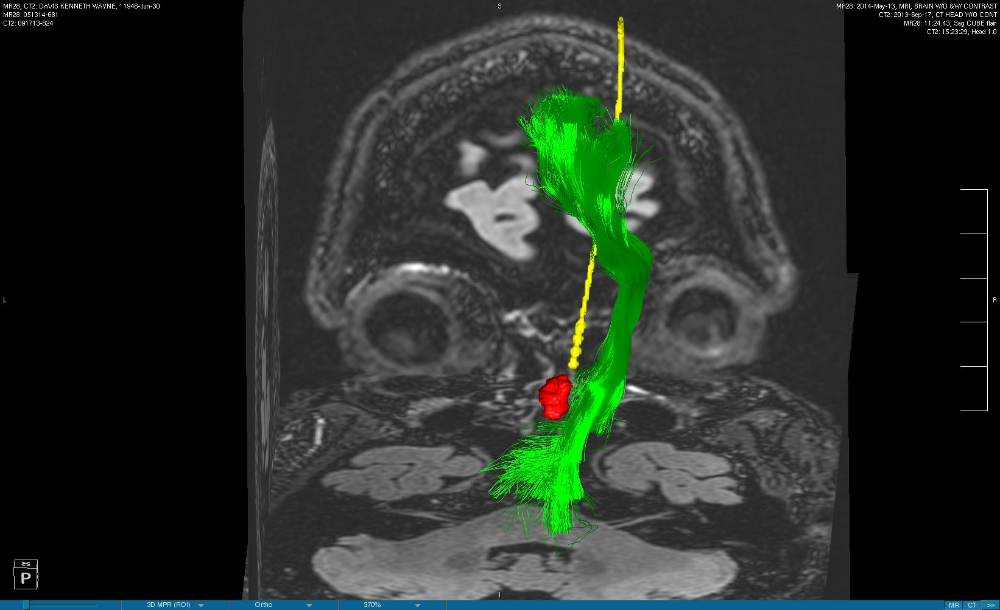 MR28, CT2: DAVIS KENNETH WAYNE, * 1948-Jun-30
MR28: 051314-681
CT2: 091713-824
S
MR28: 2014-May-13, MRI, BRAIN W/O &W/ CONTRAST
CT2: 2013-Sep-17, CT HEAD W/O CONT
MR28: 11:24:43, Sag CUBE flair
CT2: 15:23:29, Head 1.0
L
R
S
P
I
3D MPR (ROI)
Ortho
370%
MR
CT
>>